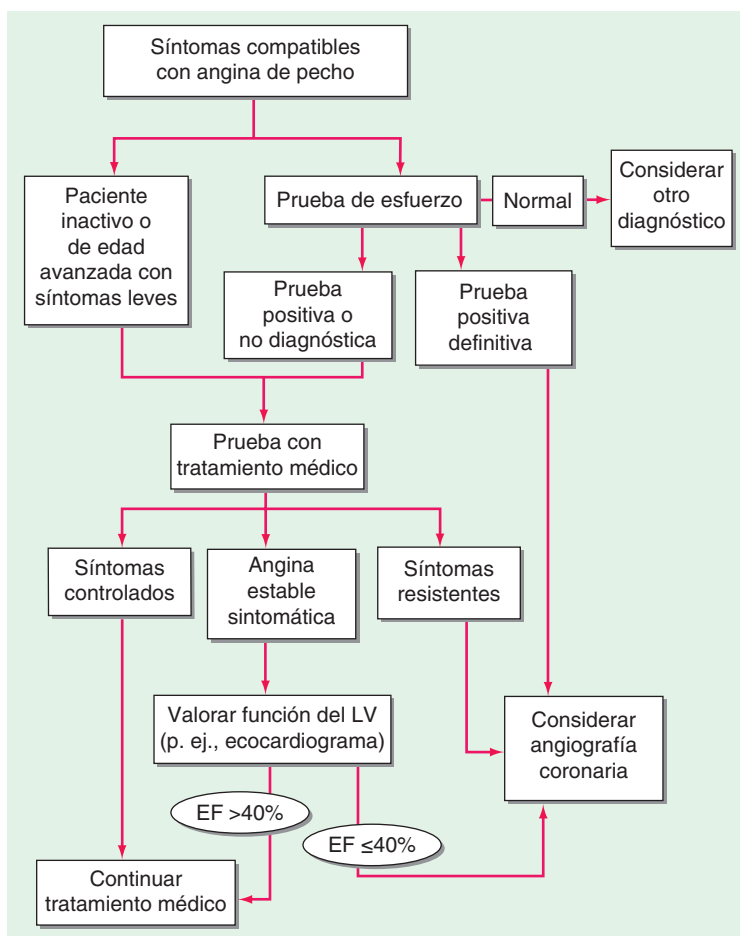 Síntomas compatibles
con angina de pecho
Paciente
inactivo o
de edad
avanzada con
síntomas leves
Prueba de esfuerzo
Normal
Considerar
otro
diagnóstico
Prueba
positiva o
no diagnóstica
Prueba
positiva
definitiva
Prueba con
tratamiento médico
Síntomas
controlados
Angina
estable
sintomática
Síntomas
resistentes
Valorar función del LV
(p. ej., ecocardiograma)
Considerar
angiografía
coronaria
EF >40%
EF ≤40%
Continuar
tratamiento médico